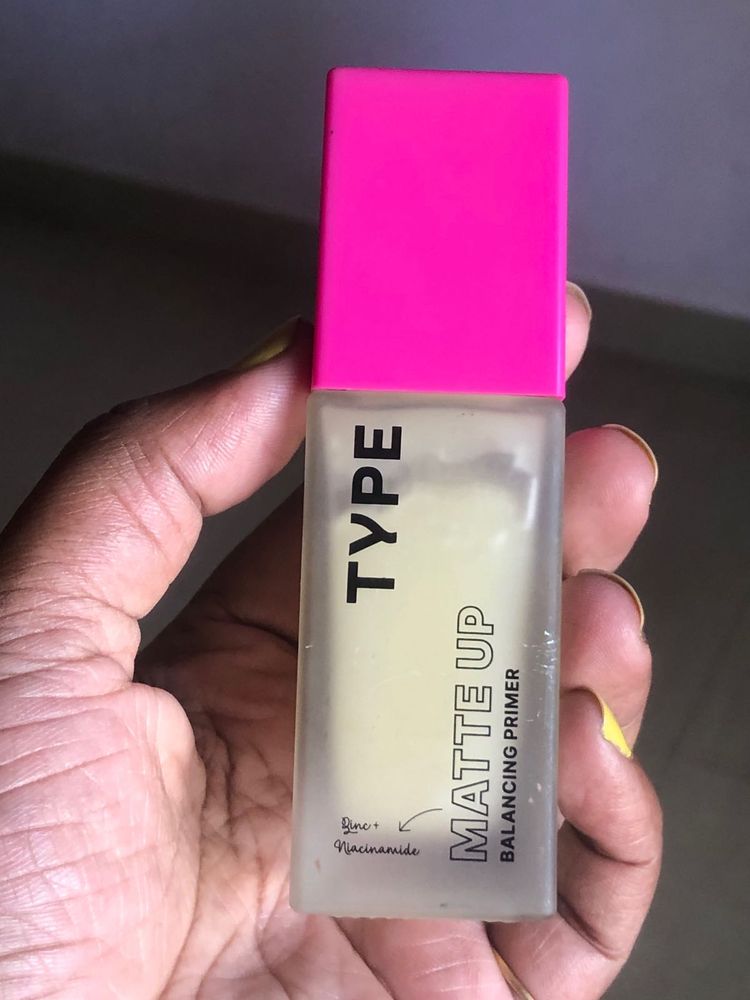 TYPE
MATTE UP
BALANCING PRIMER
Zinc +
Niacinamide